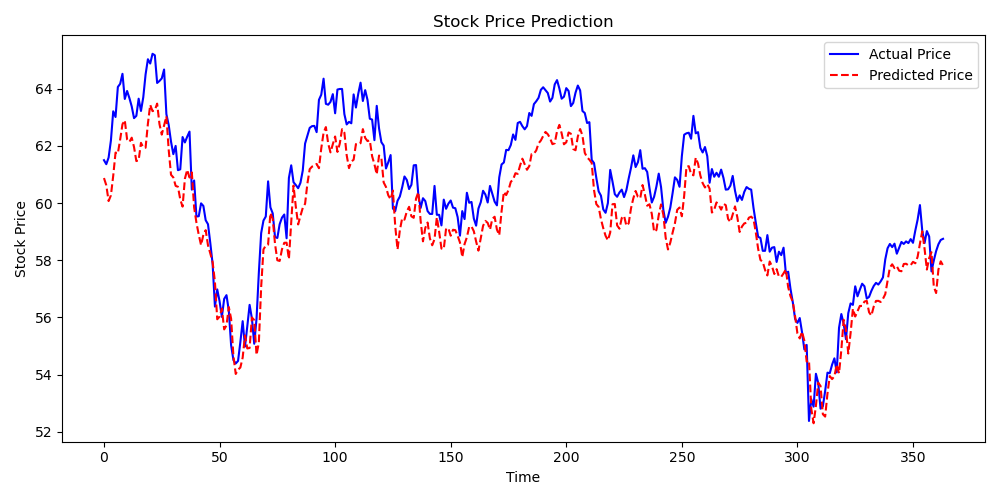 Stock Price Prediction
Actual Price
Predicted Price
Stock Price
64
62
60
58
56
54
52
0 50 100 150 200 250 300 350
Time